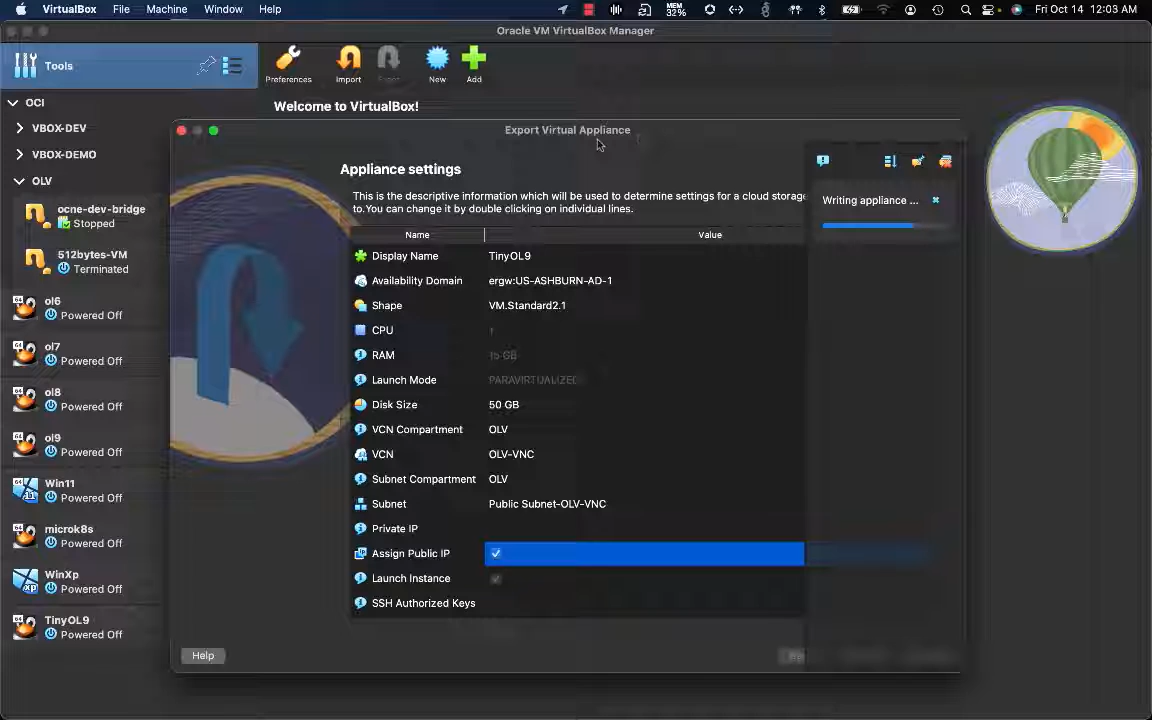 VirtualBox File Machine Window Help MEM 32% Fri Oct 14 12:03 AM
Oracle VM VirtualBox Manager
Tools
Preferences Import New Add
OCI
Welcome to VirtualBox!
VBOX-DEV
Export Virtual Appliance
VBOX-DEMO
OLV
ocne-dev-bridge
Stopped
512bytes-VM
Terminated
ol6
Powered Off
ol7
Powered Off
ol8
Powered Off
ol9
Powered Off
Win11
Powered Off
microk8s
Powered Off
WinXp
Powered Off
TinyOL9
Powered Off
Appliance settings
This is the descriptive information which will be used to determine settings for a cloud storage
to.You can change it by double clicking on individual lines.
Name Value
Display Name TinyOL9
Availability Domain ergw:US-ASHBURN-AD-1
Shape VM.Standard2.1
CPU 1
RAM 15 GB
Launch Mode PARAVIRTUALIZED
Disk Size 50 GB
VCN Compartment OLV
VCN OLV-VNC
Subnet Compartment OLV
Subnet Public Subnet-OLV-VNC
Private IP
Assign Public IP
Launch Instance
SSH Authorized Keys
Help
Writing appliance ...